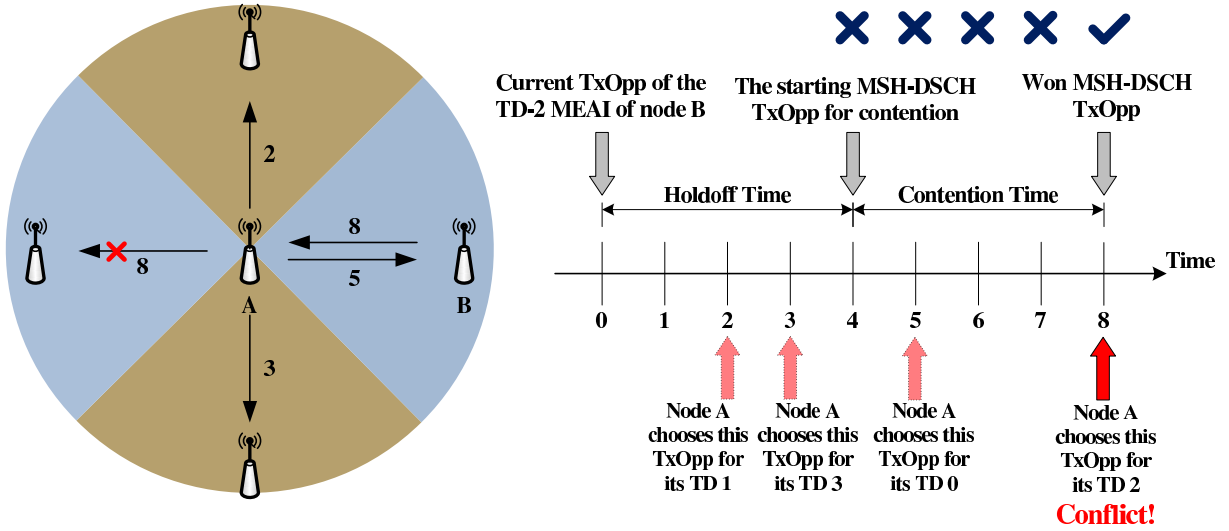 2
8
8
5
A
B
3
Current TxOpp of the
TD-2 MEAI of node B
The starting MSH-DSCH
TxOpp for contention
Won MSH-DSCH
TxOpp
Holdoff Time
Contention Time
Time
0 1 2 3 4 5 6 7 8
Node A
chooses this
TxOpp for
its TD 1
Node A
chooses this
TxOpp for
its TD 3
Node A
chooses this
TxOpp for
its TD 0
Node A
chooses this
TxOpp for
its TD 2
Conflict!